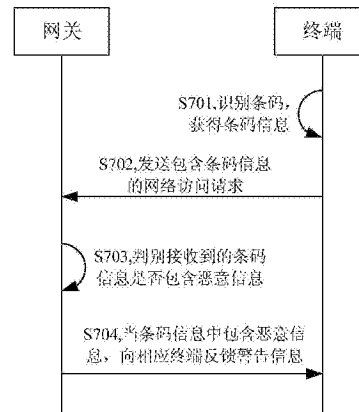 网关
终端
S701,识别条码，
获得条码信息
S702,发送包含条码信息
的网络访问请求
S703,判别接收到的条码
信息是否包含恶意信息
S704,当条码信息中包含恶意信
息，向相应终端反锁警告信息